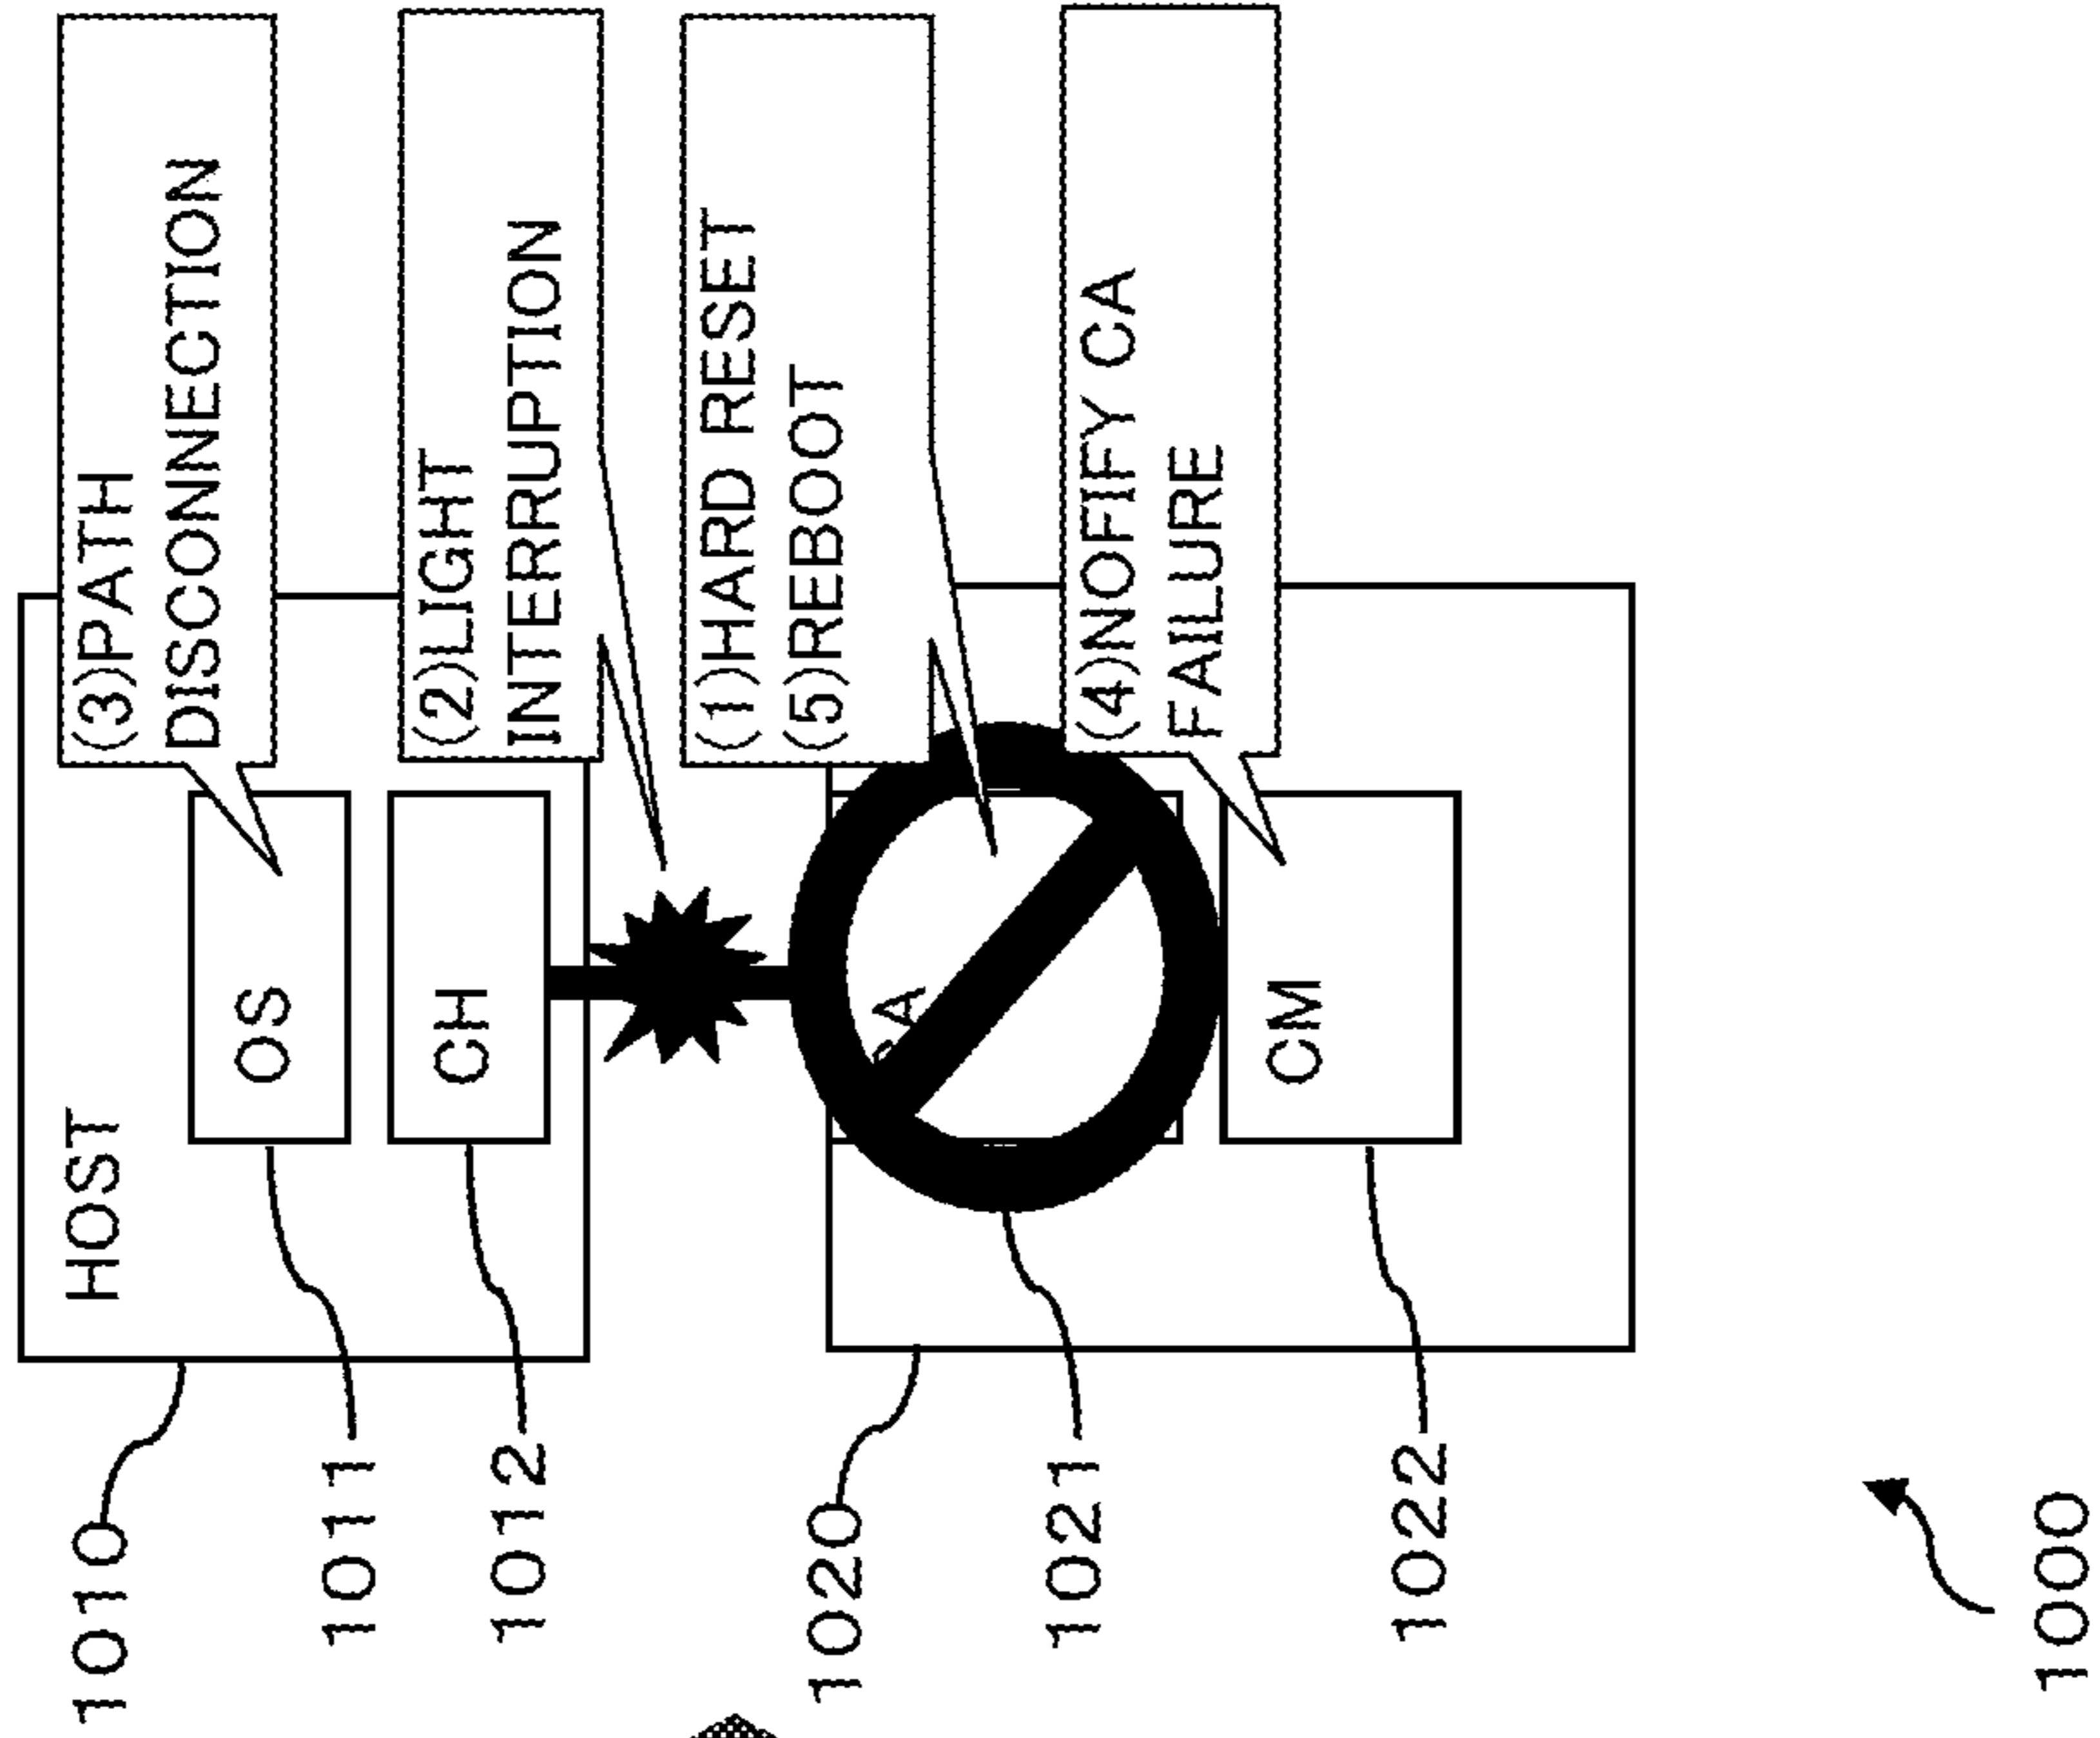 1010
HOST
(3)PATH
DISCONNECTION
1011
OS
1012
CH
(2)LIGHT
INTERRUPTION
(1)HARD RESET
(5)REBOOT
1020
1021
(4)NOFIFY CA
FAILURE
1022
CM
1000